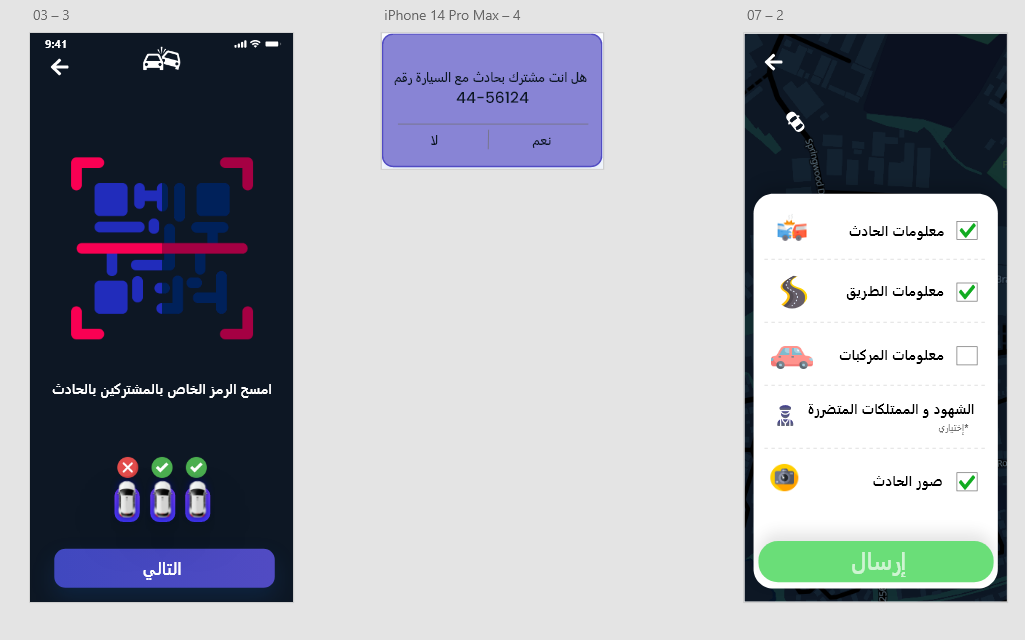 03 – 3
9:41
امسح الرمز الخاص بالمشتركين بالحادث
التالي
iPhone 14 Pro Max – 4
هل انت مشترك بحادث مع السيارة رقم
44-56124
نعم
لا
07 – 2
Springwood D
معلومات الحادث
معلومات الطريق
معلومات المركبات
الشهود و الممتلكات المتضررة
*إختياري
صور الحادث
إرسال